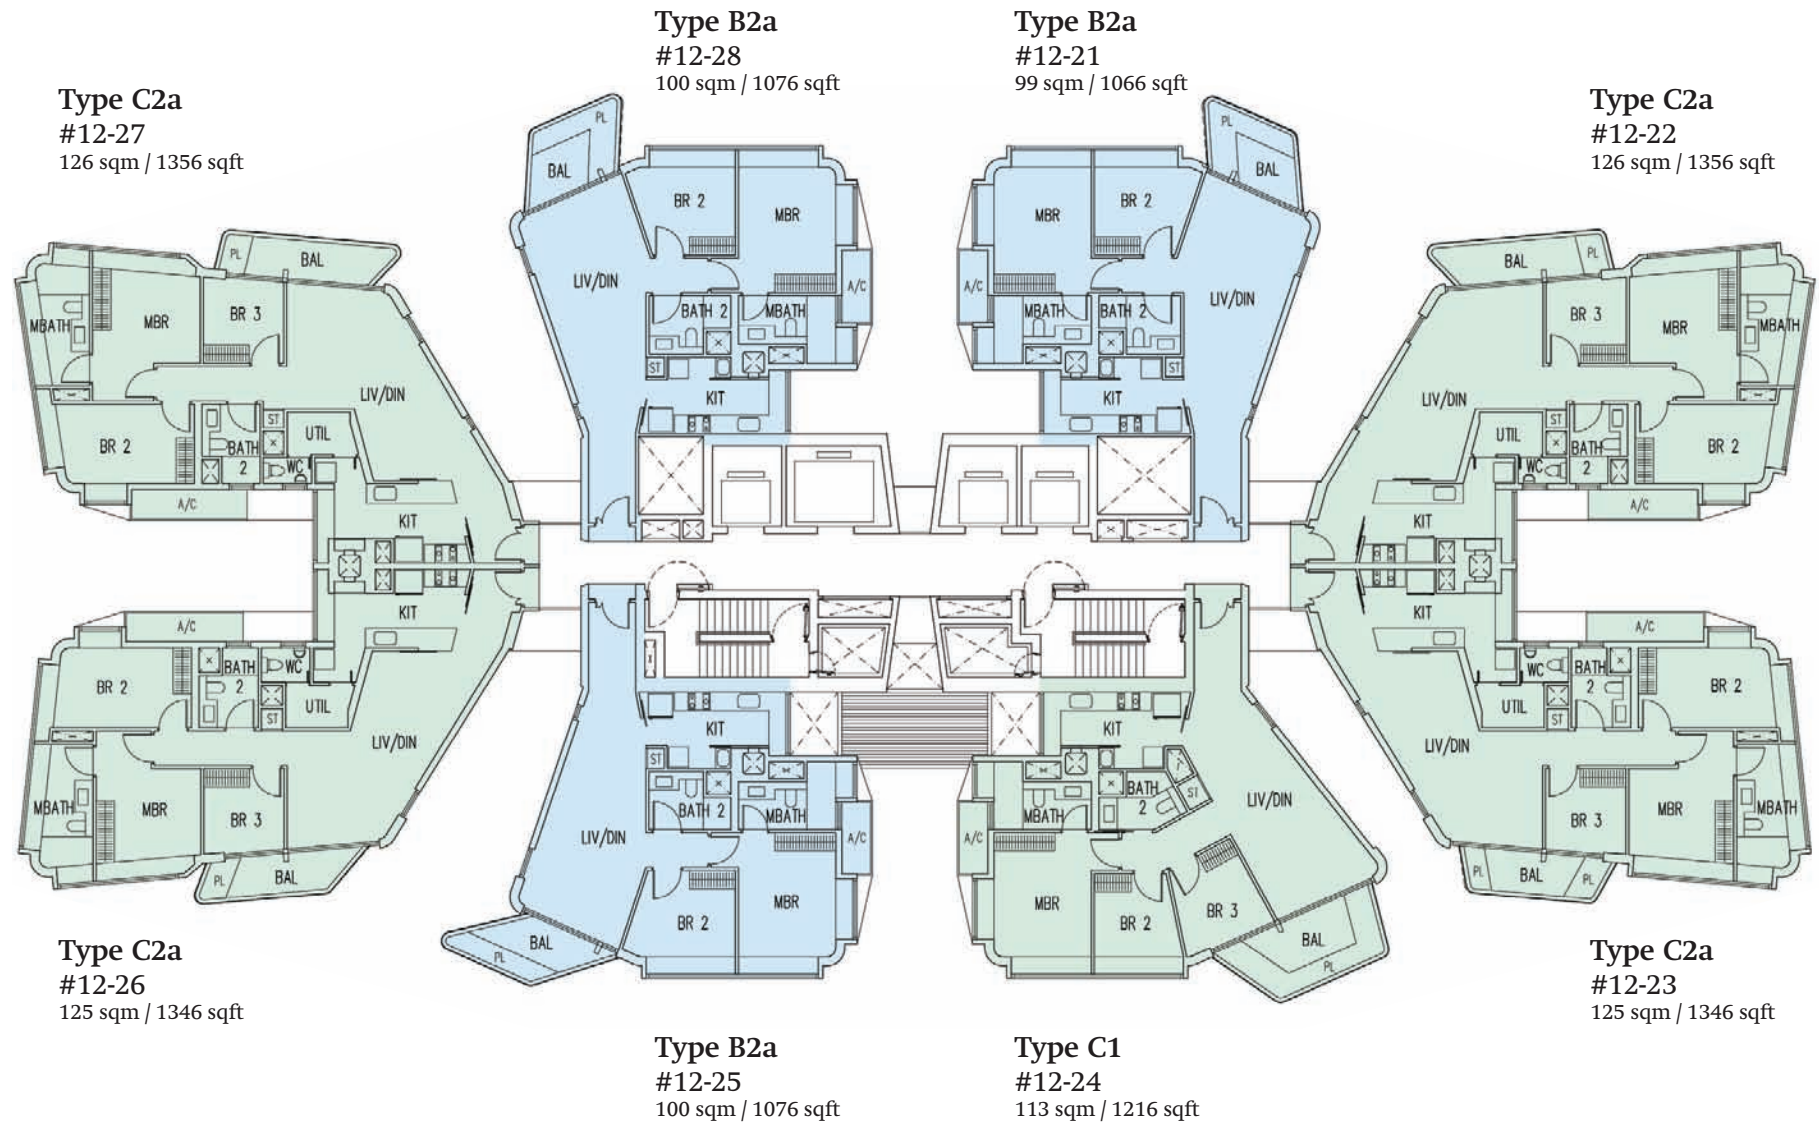 Type B2a
#12-28
100 sqm / 1076 sqft
Type B2a
#12-21
99 sqm / 1066 sqft
Type C2a
#12-27
126 sqm / 1356 sqft
Type C2a
#12-22
126 sqm / 1356 sqft
PL
BAL
BR 2
MBR
LIV/DIN
A/C
BATH 2
MBATH
ST
KIT
PL
BAL
MBR
BR 2
LIV/DIN
A/C
MBATH
BATH 2
ST
KIT
PL
BAL
MBATH
MBR
BR 3
LIV/DIN
BR 2
BATH
2
ST
UTIL
WC
A/C
KIT
BAL
PL
BR 3
MBR
MBATH
LIV/DIN
ST
UTIL
BATH
2
WC
BR 2
A/C
KIT
KIT
A/C
BATH
2
WC
BR 2
UTIL
ST
LIV/DIN
MBATH
MBR
BR 3
PL
BAL
KIT
ST
BATH 2
MBATH
LIV/DIN
A/C
BR 2
MBR
BAL
PL
KIT
BATH
2
ST
MBATH
LIV/DIN
A/C
MBR
BR 2
BR 3
BAL
PL
KIT
A/C
WC
BATH
2
BR 2
UTIL
ST
LIV/DIN
BR 3
MBR
MBATH
PL
BAL
PL
Type C2a
#12-26
125 sqm / 1346 sqft
Type C2a
#12-23
125 sqm / 1346 sqft
Type B2a
#12-25
100 sqm / 1076 sqft
Type C1
#12-24
113 sqm / 1216 sqft